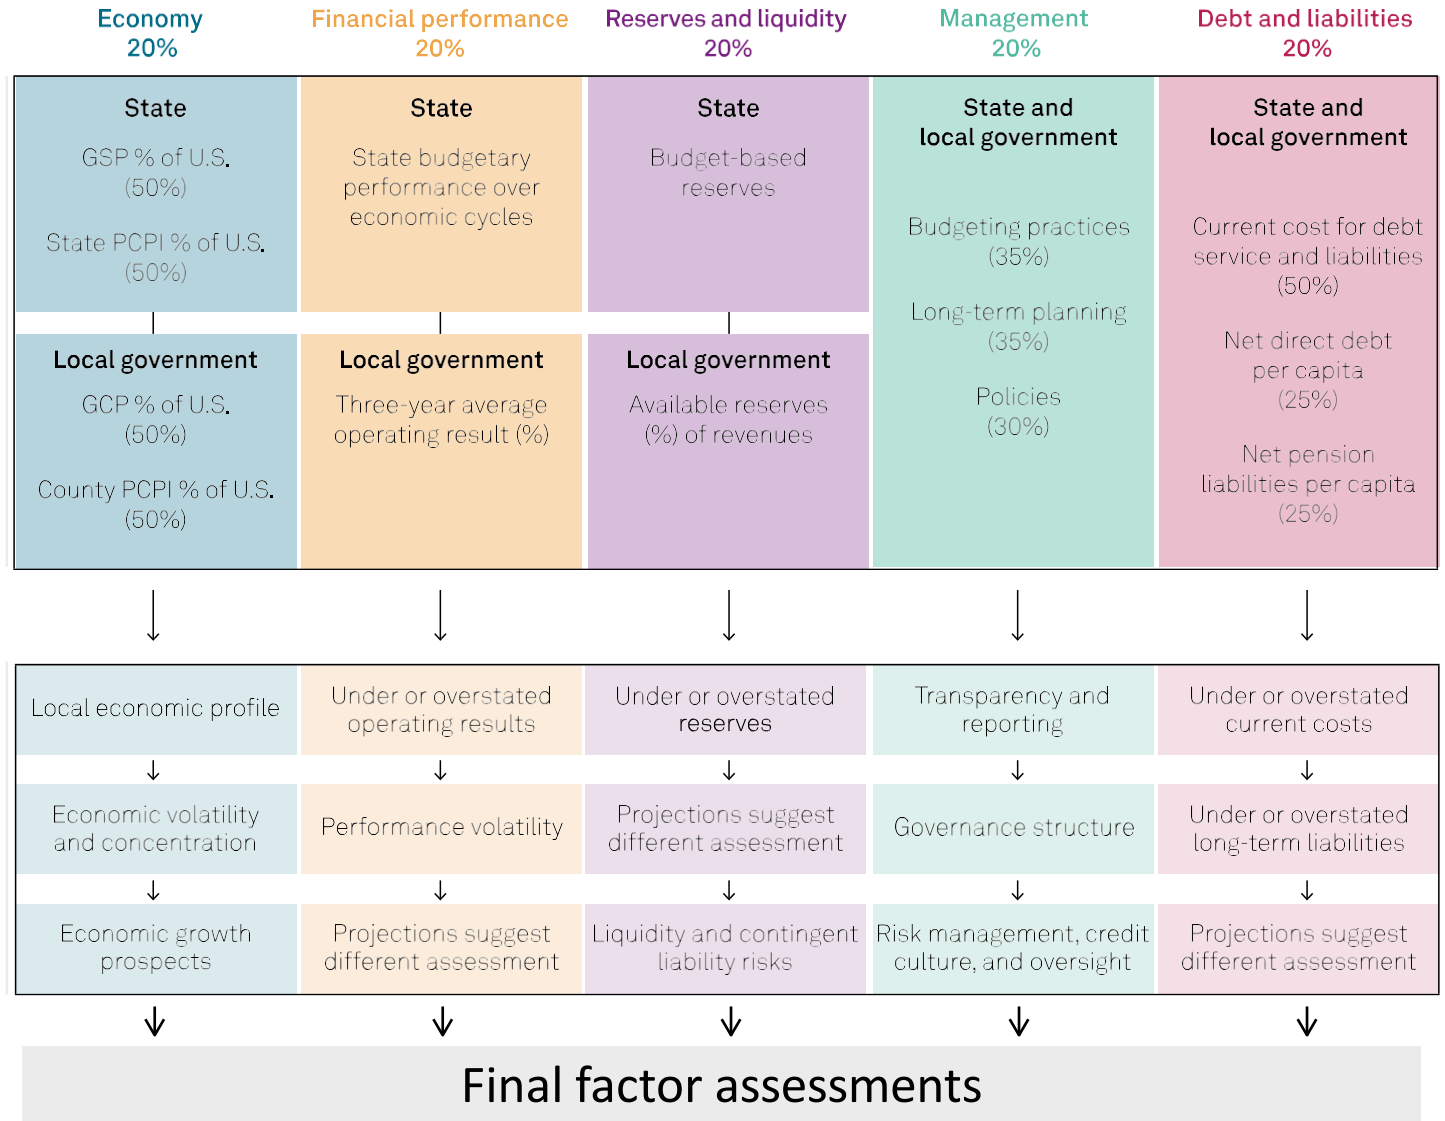 Economy
20%
Financial performance
20%
Reserves and liquidity
20%
Management
20%
Debt and liabilities
20%
State
GSP % of U.S.
(50%)
State PCPI % of U.S.
(50%)
Local government
GCP % of U.S.
(50%)
County PCPI % of U.S.
(50%)
State
State budgetary
performance over
economic cycles
Local government
Three-year average
operating result (%)
State
Budget-based
reserves
Local government
Available reserves
(%) of revenues
State and
local government
Budgeting practices
(35%)
Long-term planning
(35%)
Policies
(30%)
State and
local government
Current cost for debt
service and liabilities
(50%)
Net direct debt
per capita
(25%)
Net pension
liabilities per capita
(25%)
Local economic profile
Economic volatility
and concentration
Economic growth
prospects
Under or overstated
operating results
Performance volatility
Projections suggest
different assessment
Under or overstated
reserves
Projections suggest
different assessment
Liquidity and contingent
liability risks
Transparency and
reporting
Governance structure
Risk management, credit
culture, and oversight
Under or overstated
current costs
Under or overstated
long-term liabilities
Projections suggest
different assessment
Final factor assessments